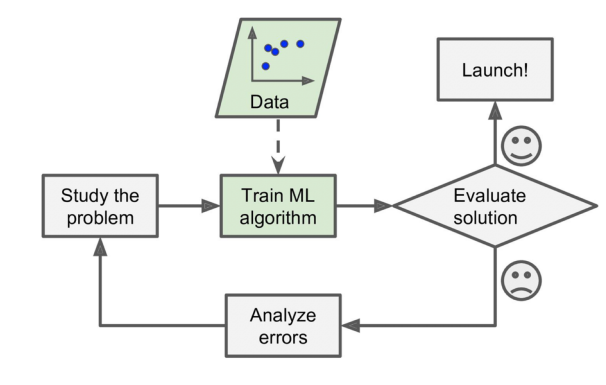 Data
Launch!
Study the
problem
Train ML
algorithm
Evaluate
solution
Analyze
errors